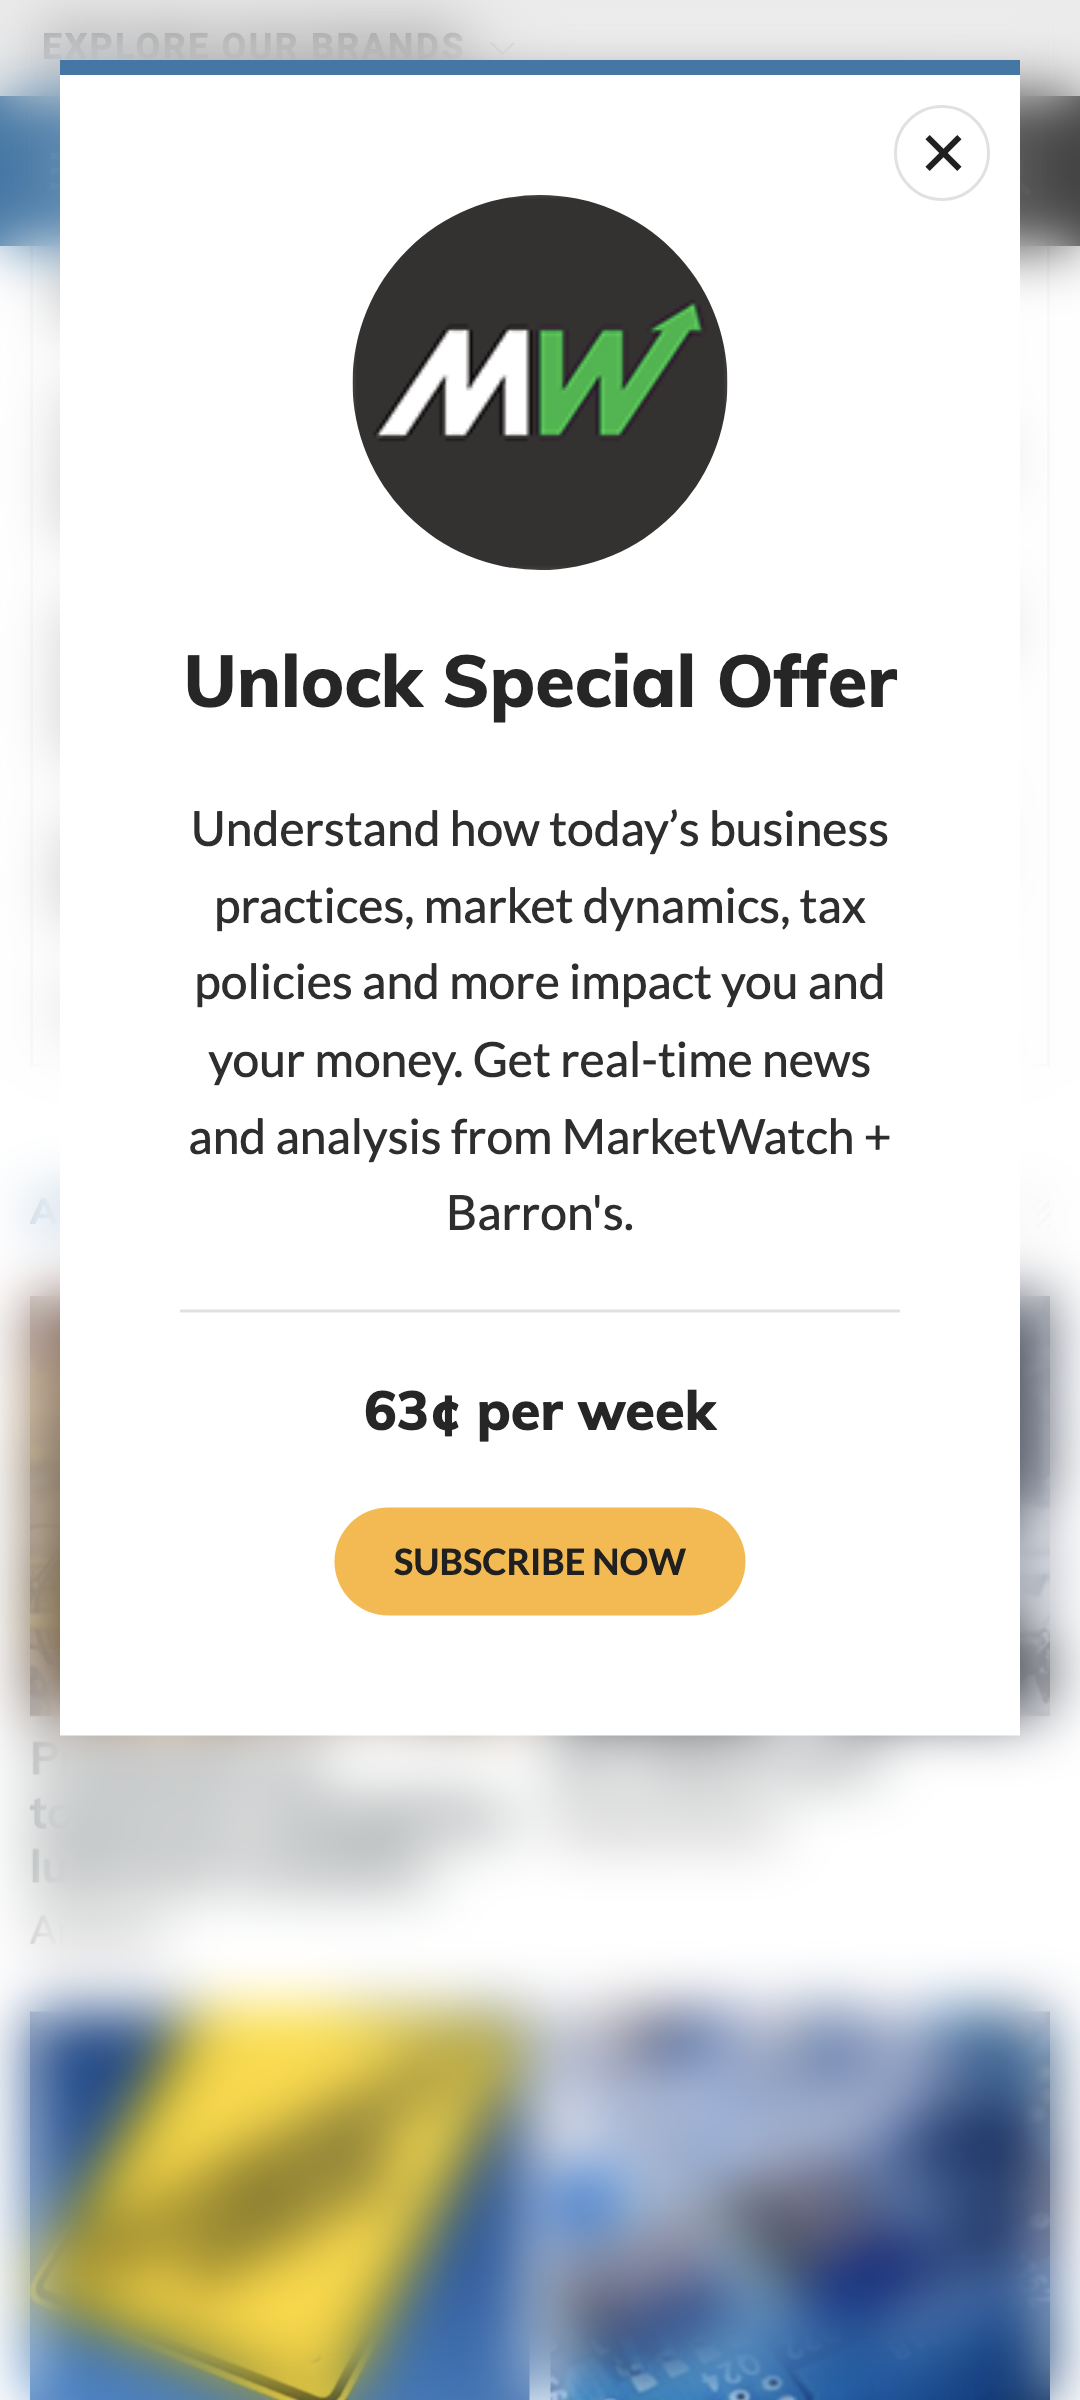 EXPLORE OUR BRANDS
MW
Unlock Special Offer
Understand how today’s business
practices, market dynamics, tax
policies and more impact you and
your money. Get real-time news
and analysis from MarketWatch +
Barron's.
63¢ per week
SUBSCRIBE NOW